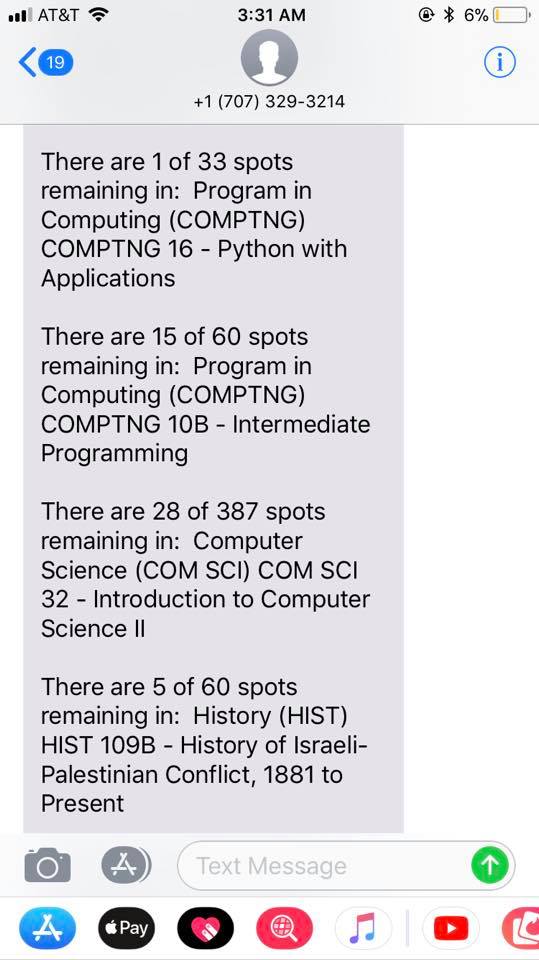 AT&T 3:31 AM 6%
19
+1 (707) 329-3214
There are 1 of 33 spots
remaining in:  Program in
Computing (COMPTNG)
COMPTNG 16 - Python with
Applications
There are 15 of 60 spots
remaining in:  Program in
Computing (COMPTNG)
COMPTNG 10B - Intermediate
Programming
There are 28 of 387 spots
remaining in:  Computer
Science (COM SCI) COM SCI
32 - Introduction to Computer
Science II
There are 5 of 60 spots
remaining in:  History (HIST)
HIST 109B - History of Israeli-
Palestinian Conflict, 1881 to
Present
Text Message
Pay